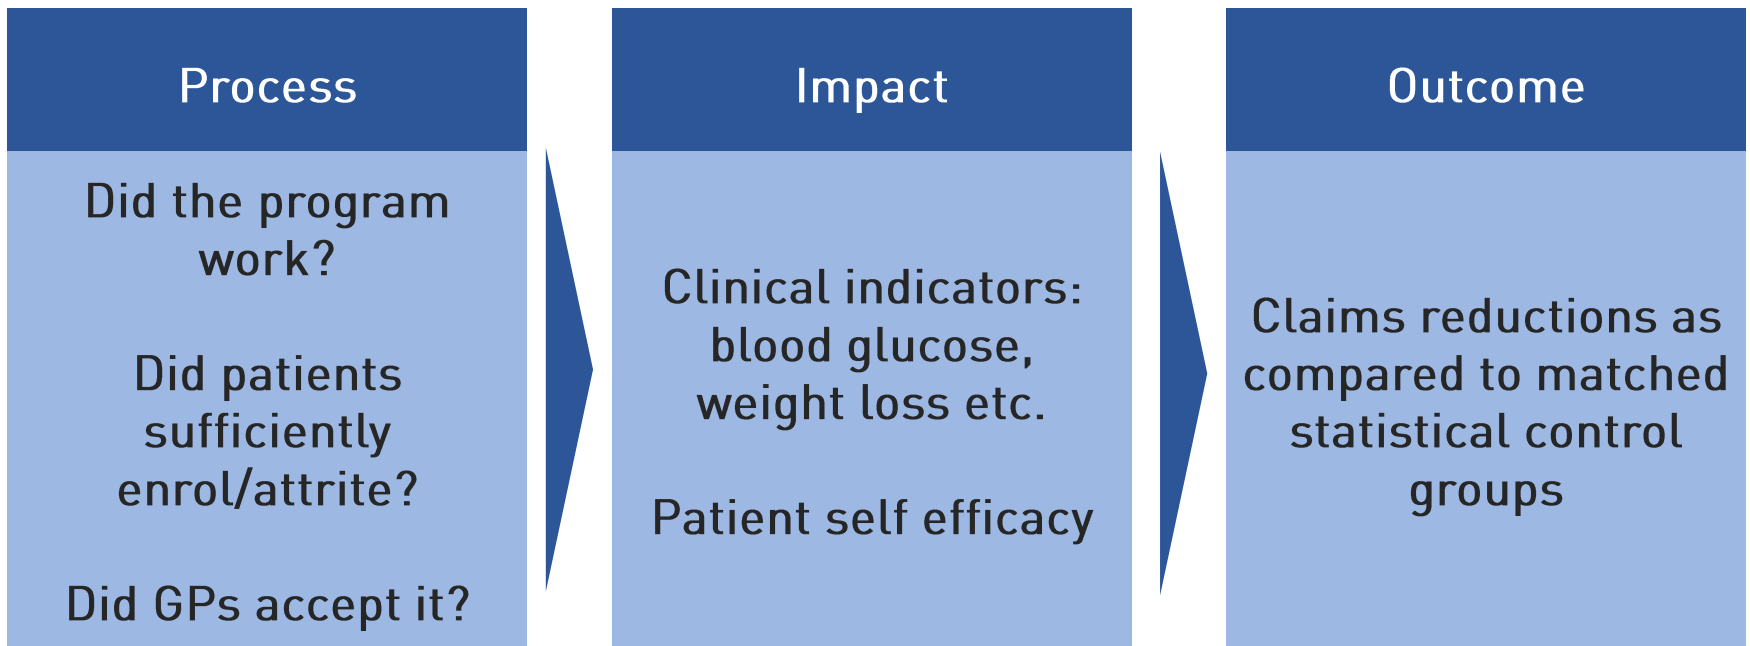 Process
Did the program
work?
Did patients
sufficiently
enrol/attrite?
Did GPs accept it?
Impact
Clinical indicators:
blood glucose,
weight loss etc.
Patient self efficacy
Outcome
Claims reductions as
compared to matched
statistical control
groups